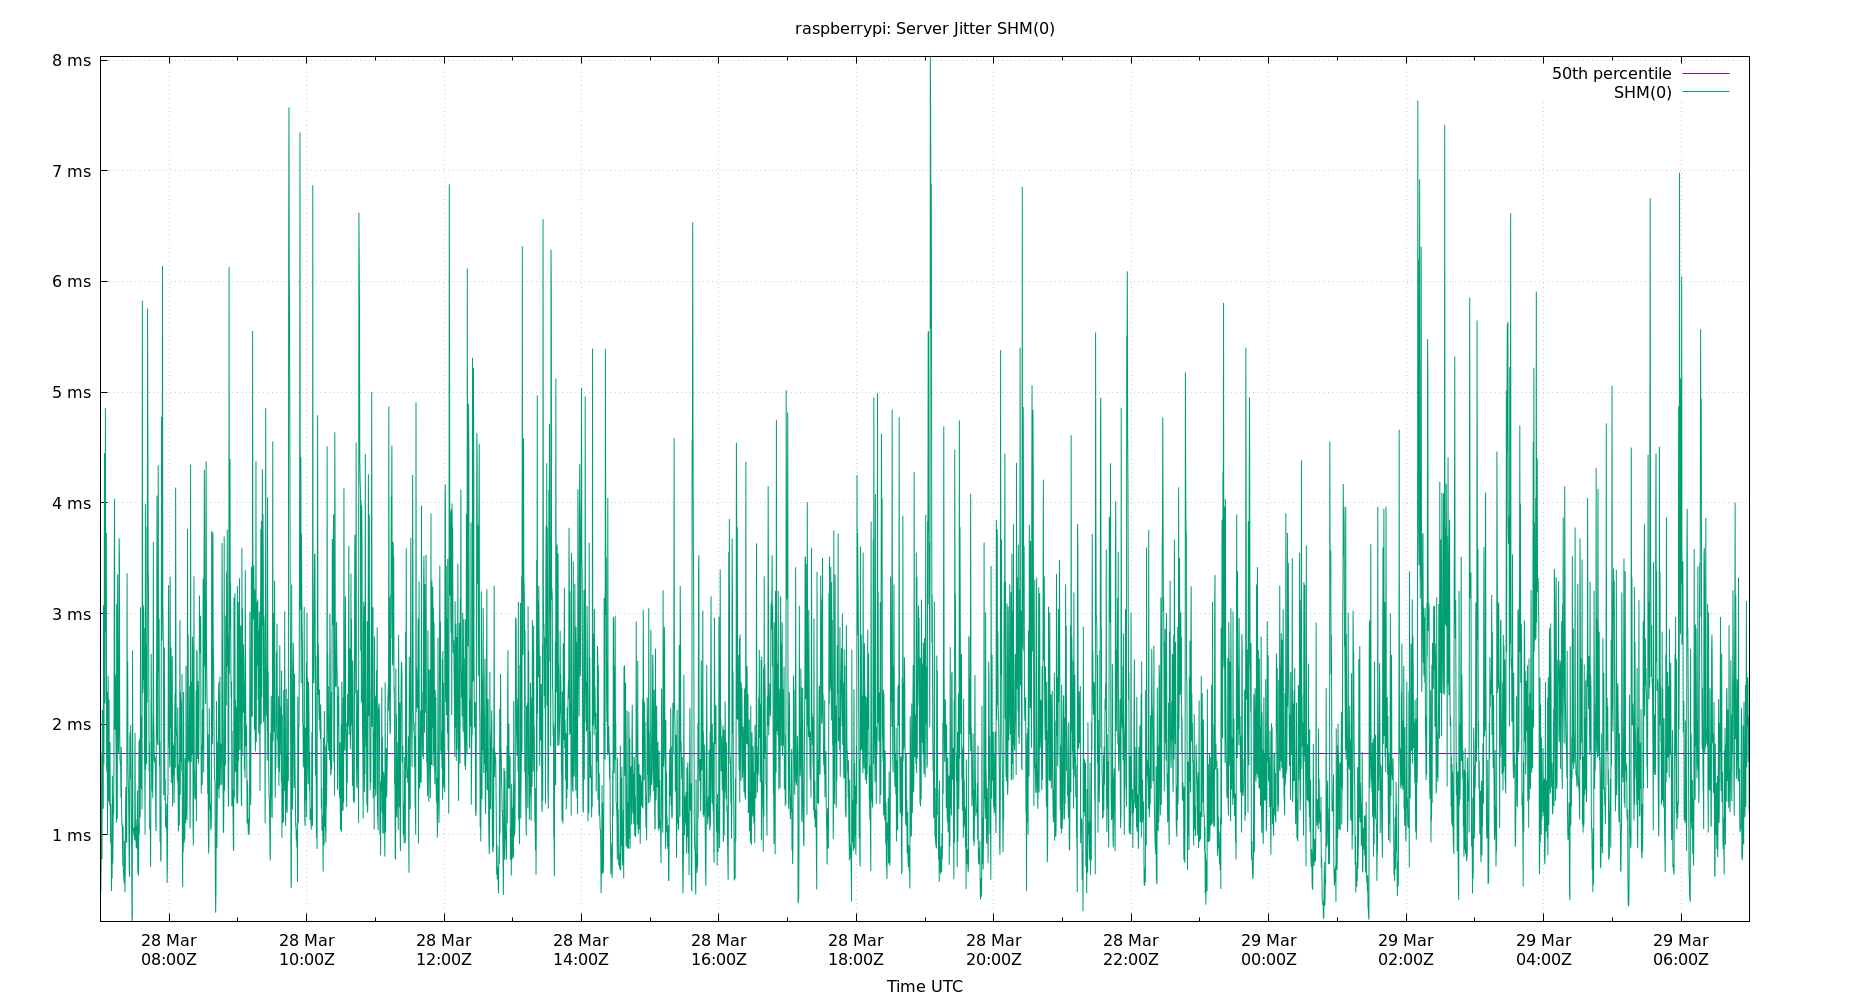 raspberrypi: Server Jitter SHM(0)
50th percentile
SHM(0)
8 ms
7 ms
6 ms
5 ms
4 ms
3 ms
2 ms
1 ms
28 Mar 28 Mar 28 Mar 28 Mar 28 Mar 28 Mar 28 Mar 28 Mar 29 Mar 29 Mar 29 Mar 29 Mar
08:00Z 10:00Z 12:00Z 14:00Z 16:00Z 18:00Z 20:00Z 22:00Z 00:00Z 02:00Z 04:00Z 06:00Z
Time UTC